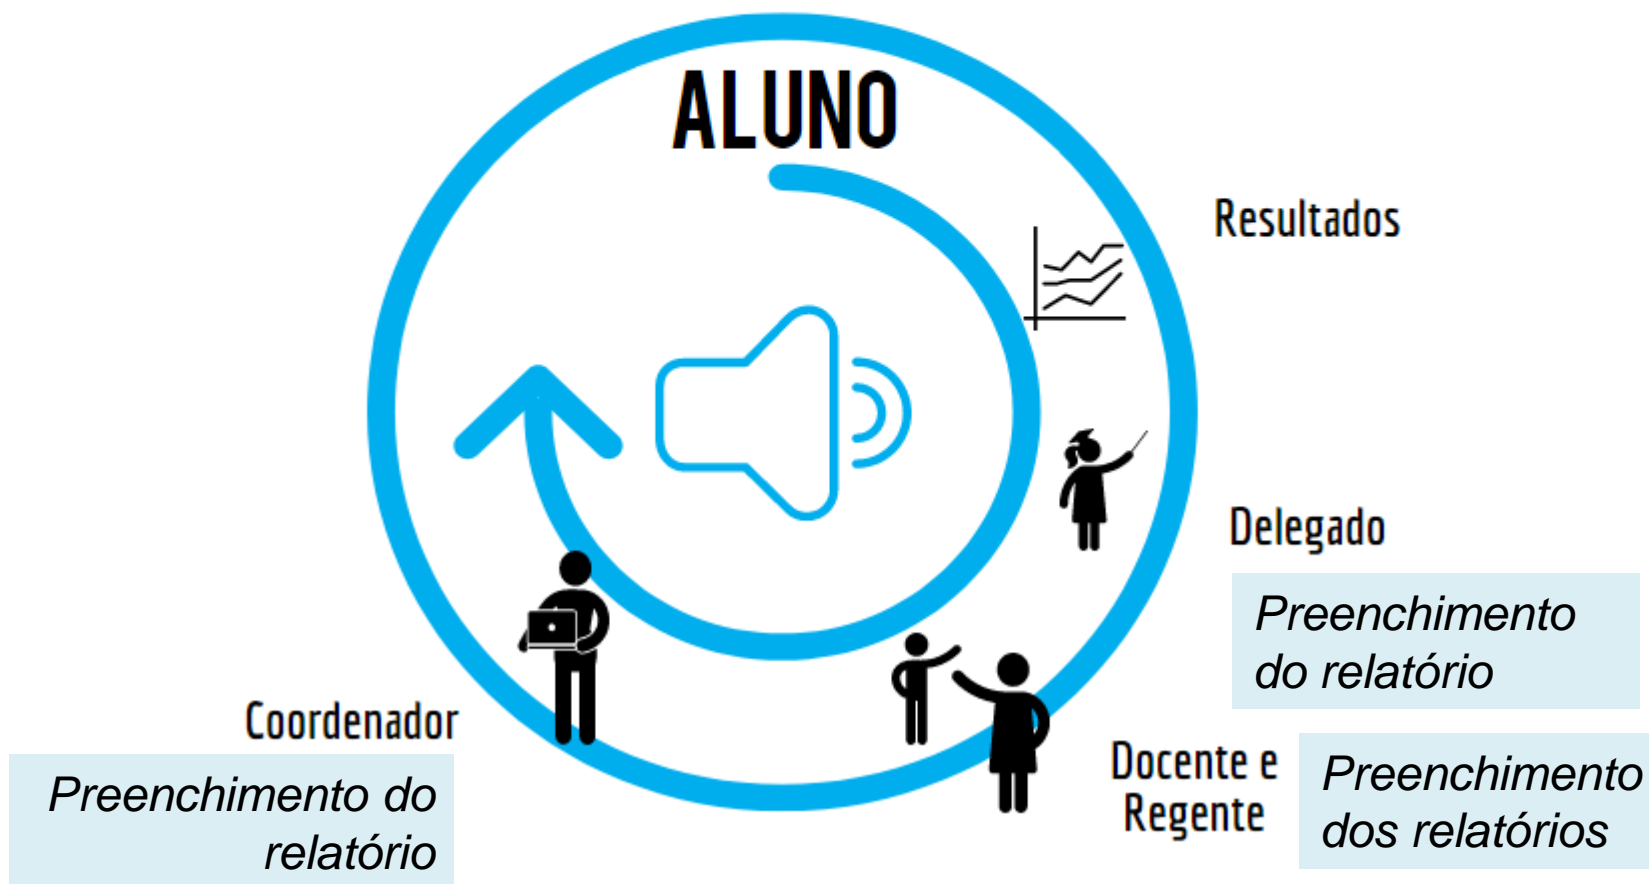 ALUNO
Resultados
Delegado
Preenchimento
do relatório
Docente e
Regente
Preenchimento
dos relatórios
Coordenador
Preenchimento do
relatório